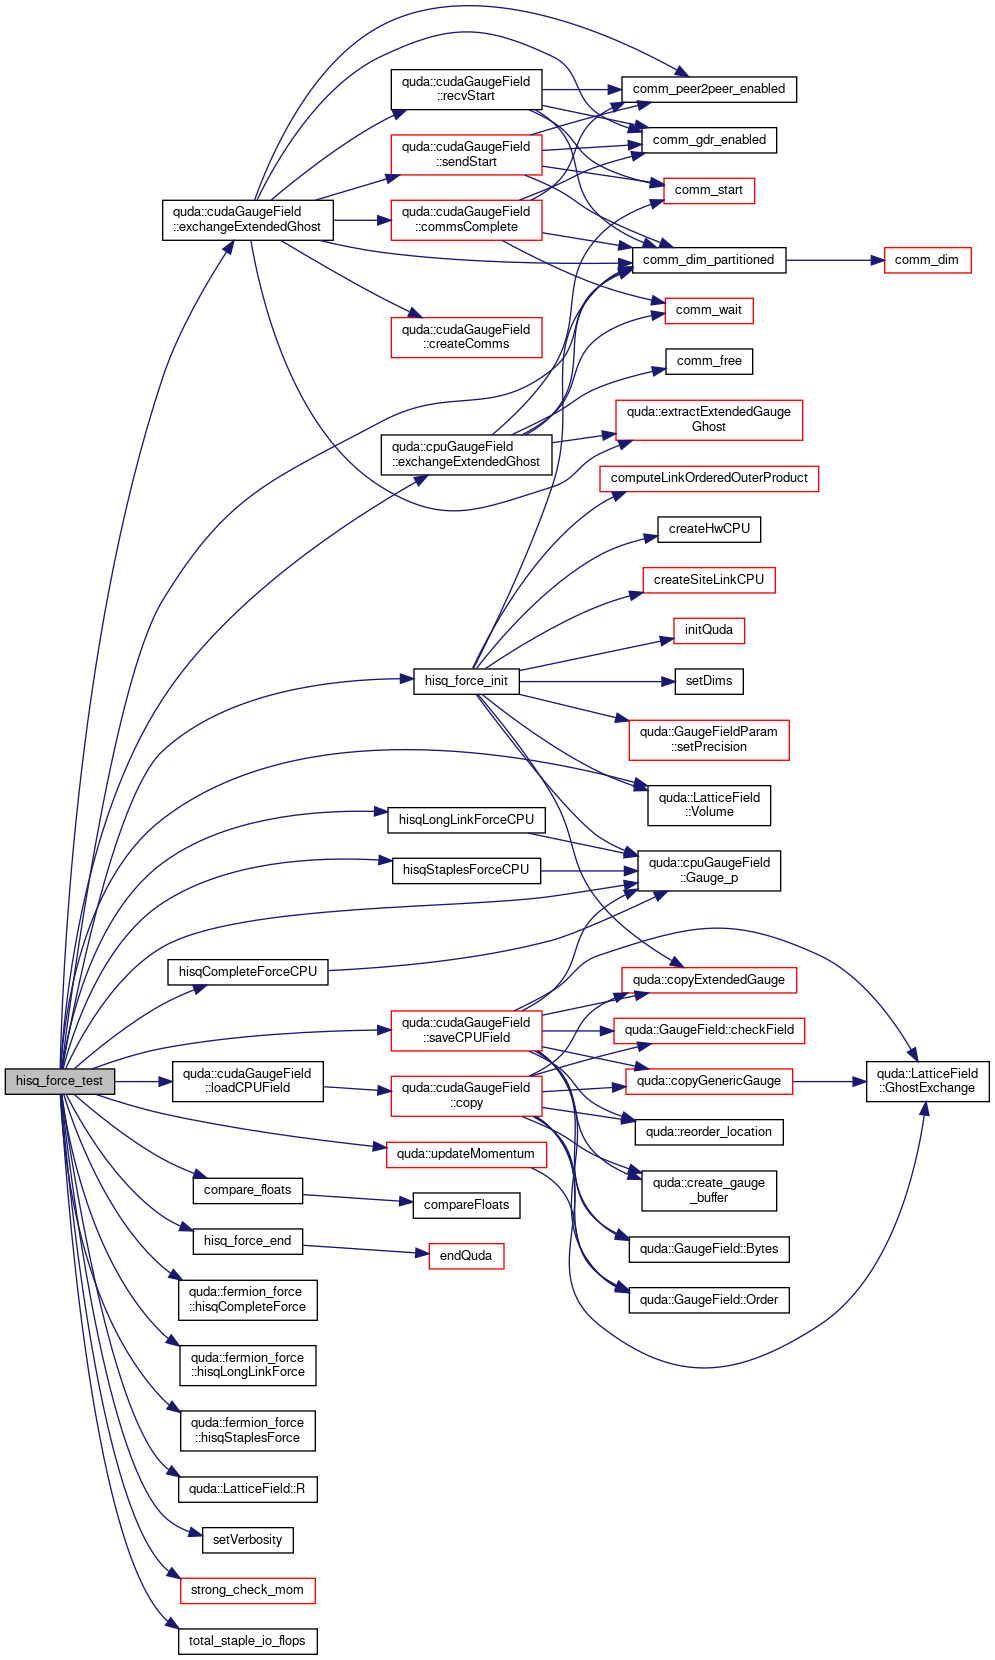 hisq_force_test
quda::cudaGaugeField
::exchangeExtendedGhost
quda::cudaGaugeField
::recvStart
quda::cudaGaugeField
::sendStart
quda::cudaGaugeField
::commsComplete
quda::cudaGaugeField
::createComms
comm_peer2peer_enabled
comm_gdr_enabled
comm_start
comm_dim_partitioned
comm_dim
comm_wait
comm_free
quda::cpuGaugeField
::exchangeExtendedGhost
quda::extractExtendedGauge
Ghost
computeLinkOrderedOuterProduct
createHwCPU
createSiteLinkCPU
initQuda
hisq_force_init
setDims
quda::GaugeFieldParam
::setPrecision
quda::LatticeField
::Volume
hisqLongLinkForceCPU
hisqStaplesForceCPU
quda::cpuGaugeField
::Gauge_p
hisqCompleteForceCPU
quda::copyExtendedGauge
quda::cudaGaugeField
::saveCPUField
quda::GaugeField::checkField
quda::cudaGaugeField
::loadCPUField
quda::cudaGaugeField
::copy
quda::copyGenericGauge
quda::LatticeField
::GhostExchange
quda::reorder_location
quda::updateMomentum
quda::create_gauge
_buffer
compare_floats
compareFloats
hisq_force_end
endQuda
quda::GaugeField::Bytes
quda::GaugeField::Order
quda::fermion_force
::hisqCompleteForce
quda::fermion_force
::hisqLongLinkForce
quda::fermion_force
::hisqStaplesForce
quda::LatticeField::R
setVerbosity
strong_check_mom
total_staple_io_flops